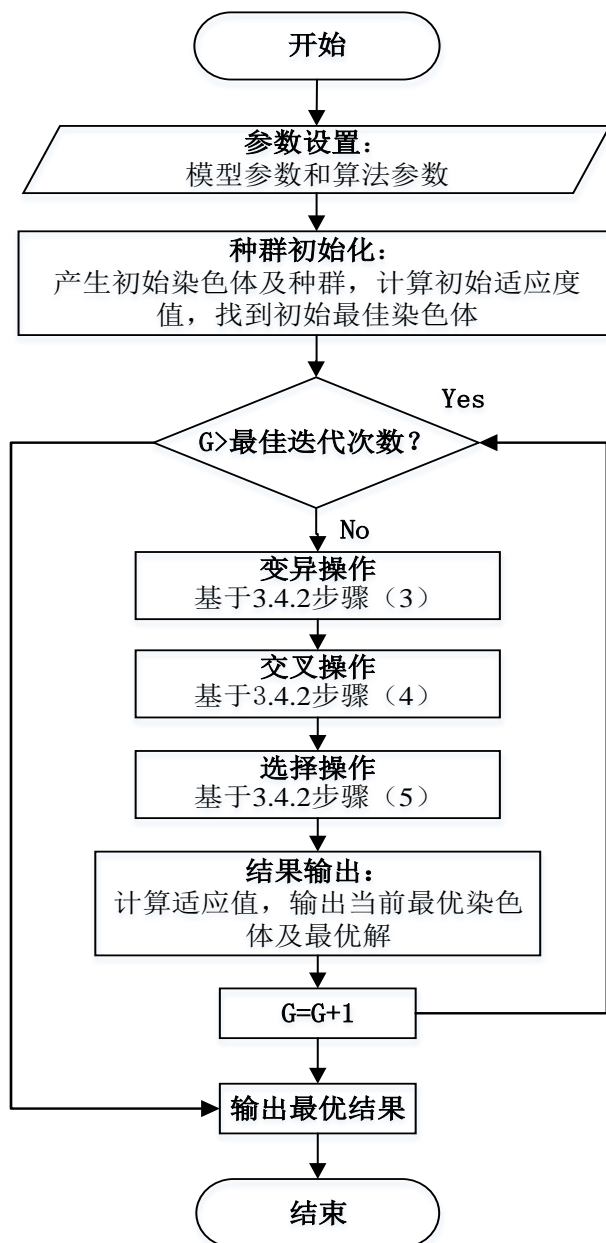 开始
参数设置：
模型参数和算法参数
种群初始化：
产生初始染色体及种群，计算初始适应度
值，找到初始最佳染色体
Yes
G>最佳迭代次数？
No
变异操作
基于3.4.2步骤（3）
交叉操作
基于3.4.2步骤（4）
选择操作
基于3.4.2步骤（5）
结果输出：
计算适应值，输出当前最优染色
体及最优解
G=G+1
输出最优结果
结束